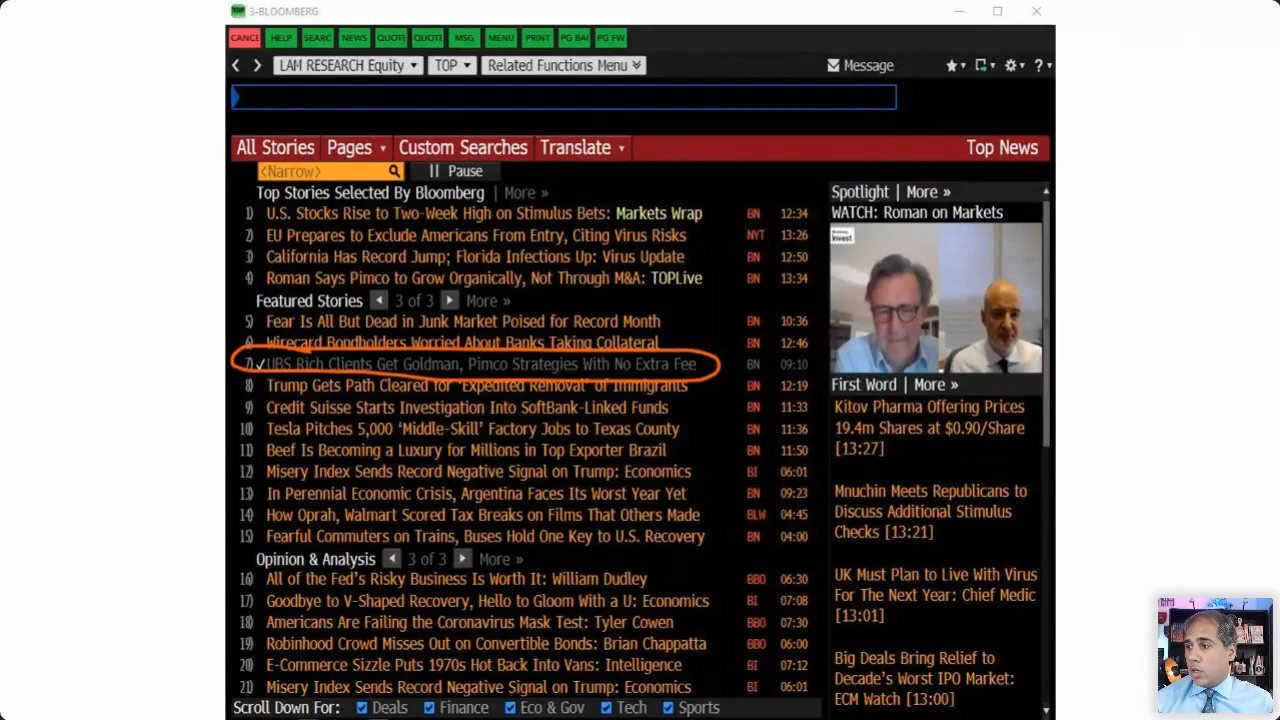 TOP 3-BLOOMBERG
CANCE HELP SEARC NEWS QUOTE QUOTE MSG MENU PRINT PG BAI PG FW
LAM RESEARCH Equity TOP Related Functions Menu Message
All Stories Pages Custom Searches Translate Top News
<Narrow> Pause
Top Stories Selected By Bloomberg | More »
1) U.S. Stocks Rise to Two-Week High on Stimulus Bets: Markets Wrap BN 12:34
2) EU Prepares to Exclude Americans From Entry, Citing Virus Risks NYT 13:26
3) California Has Record Jump; Florida Infections Up: Virus Update BN 12:50
4) Roman Says Pimco to Grow Organically, Not Through M&A: TOPLive BN 13:34
Featured Stories 3 of 3 More »
5) Fear Is All But Dead in Junk Market Poised for Record Month BN 10:36
6) Wirecard Bondholders Worried About Banks Taking Collateral BN 12:46
7) UBS Rich Clients Get Goldman, Pimco Strategies With No Extra Fee BN 09:10
8) Trump Gets Path Cleared for 'Expedited Removal' of Immigrants BN 12:19
9) Credit Suisse Starts Investigation Into SoftBank-Linked Funds BN 11:33
10) Tesla Pitches 5,000 'Middle-Skill' Factory Jobs to Texas County BN 11:36
11) Beef Is Becoming a Luxury for Millions in Top Exporter Brazil BN 11:50
12) Misery Index Sends Record Negative Signal on Trump: Economics BI 06:01
13) In Perennial Economic Crisis, Argentina Faces Its Worst Year Yet BN 09:23
14) How Oprah, Walmart Scored Tax Breaks on Films That Others Made BLW 04:45
15) Fearful Commuters on Trains, Buses Hold One Key to U.S. Recovery BN 04:00
Opinion & Analysis 3 of 3 More »
16) All of the Fed's Risky Business Is Worth It: William Dudley BBO 06:30
17) Goodbye to V-Shaped Recovery, Hello to Gloom With a U: Economics BI 07:08
18) Americans Are Failing the Coronavirus Mask Test: Tyler Cowen BBO 07:30
19) Robinhood Crowd Misses Out on Convertible Bonds: Brian Chappatta BBO 06:00
20) E-Commerce Sizzle Puts 1970s Hot Back Into Vans: Intelligence BI 07:12
21) Misery Index Sends Record Negative Signal on Trump: Economics BI 06:01
Scroll Down For: Deals Finance Eco & Gov Tech Sports
Spotlight | More »
WATCH: Roman on Markets
Bloomberg
Invest
First Word | More »
Kitov Pharma Offering Prices
19.4m Shares at $0.90/Share
[13:27]
Mnuchin Meets Republicans to
Discuss Additional Stimulus
Checks [13:21]
UK Must Plan to Live With Virus
For The Next Year: Chief Medic
[13:01]
Big Deals Bring Relief to
Decade's Worst IPO Market:
ECM Watch [13:00]